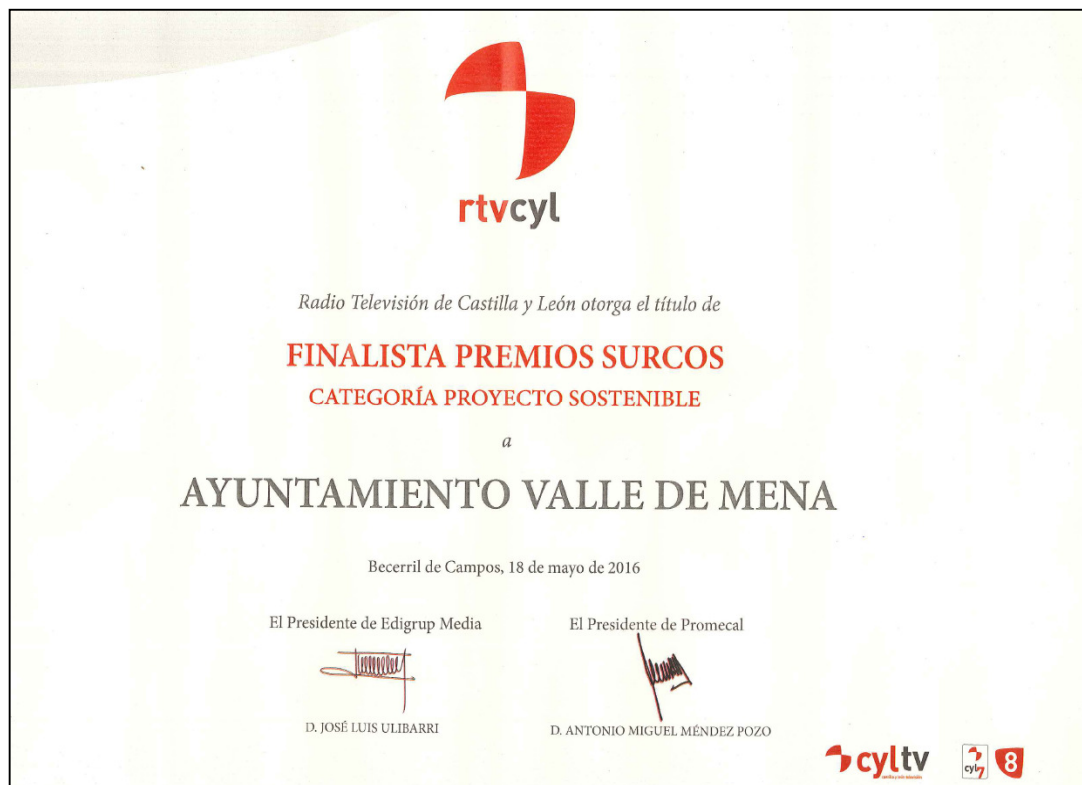 rtvcyl
Radio Televisión de Castilla y León otorga el título de
FINALISTA PREMIOS SURCOS
CATEGORÍA PROYECTO SOSTENIBLE
a
AYUNTAMIENTO VALLE DE MENA
Becerril de Campos, 18 de mayo de 2016
El Presidente de Edigrup Media
El Presidente de Promecal
D. JOSÉ LUIS ULIBARRI
D. ANTONIO MIGUEL MÉNDEZ POZO
cyltv
cyl7
8